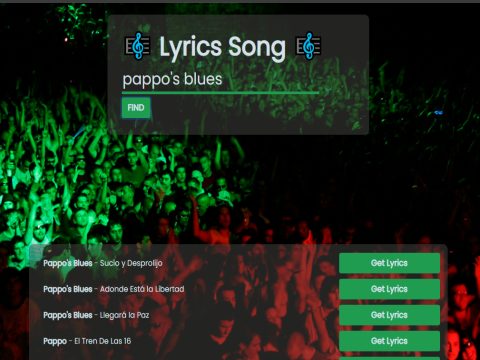 Lyrics Song
pappo's blues
FIND
Pappo's Blues - Sucio y Desprolijo Get Lyrics
Pappo's Blues - Adonde Está la Libertad Get Lyrics
Pappo's Blues - Llegará la Paz Get Lyrics
Pappo - El Tren De Las 16 Get Lyrics